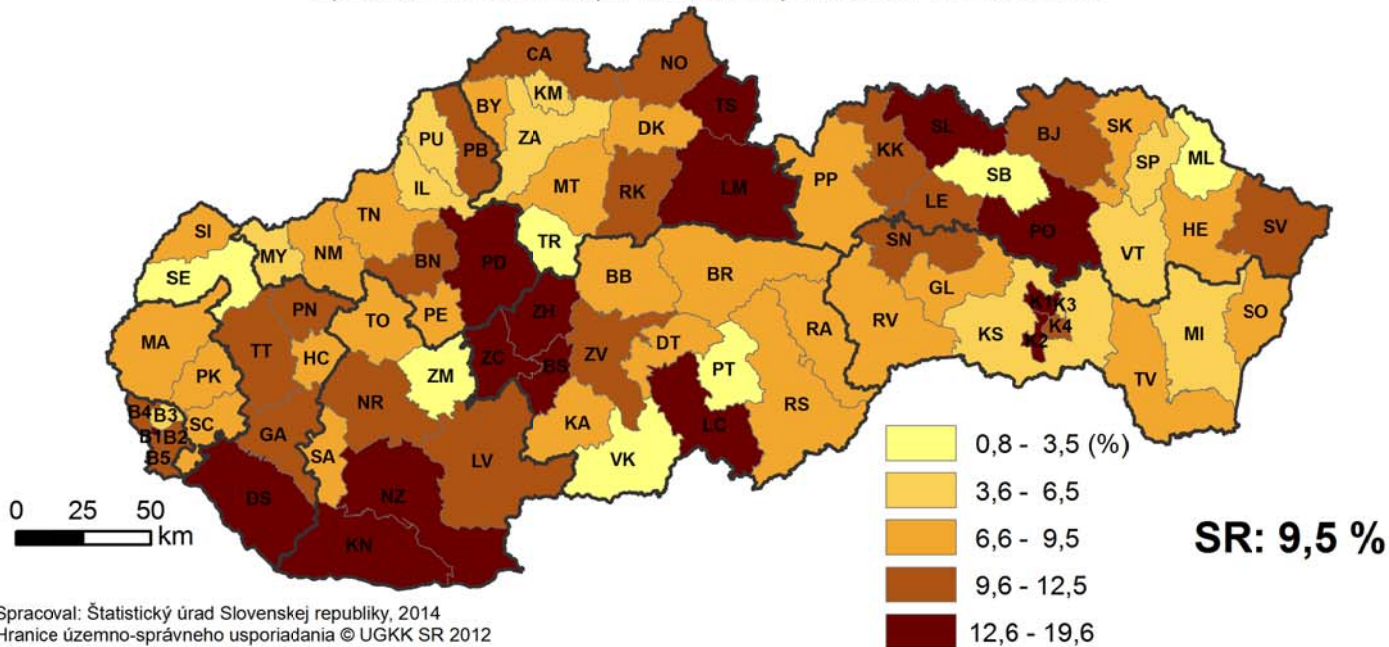 CA
NO
KM
BY
TS
PU
PB
ZA
DK
SL
BJ
SK
KK
SP
ML
IL
MT
RK
LM
PP
SB
LE
TN
SI
PO
HE
SV
NM
MY
BN
PD
TR
SN
VT
SE
BB
BR
GL
PN
TO
PE
ZH
K1
K3
MA
TT
HC
RA
RV
KS
K4
K2
MI
SO
PK
ZM
ZC
BS
ZV
DT
PT
TV
B4
B3
SC
NR
KA
RS
B1
B2
GA
SA
LV
LC
B5
VK
DS
NZ
KN
0 25 50
km
0,8 - 3,5 (%)
3,6 - 6,5
6,6 - 9,5
9,6 - 12,5
12,6 - 19,6
SR: 9,5 %
Spracoval: Štatistický úrad Slovenskej republiky, 2014
Hranice územno-správneho usporiadania © UGKK SR 2012